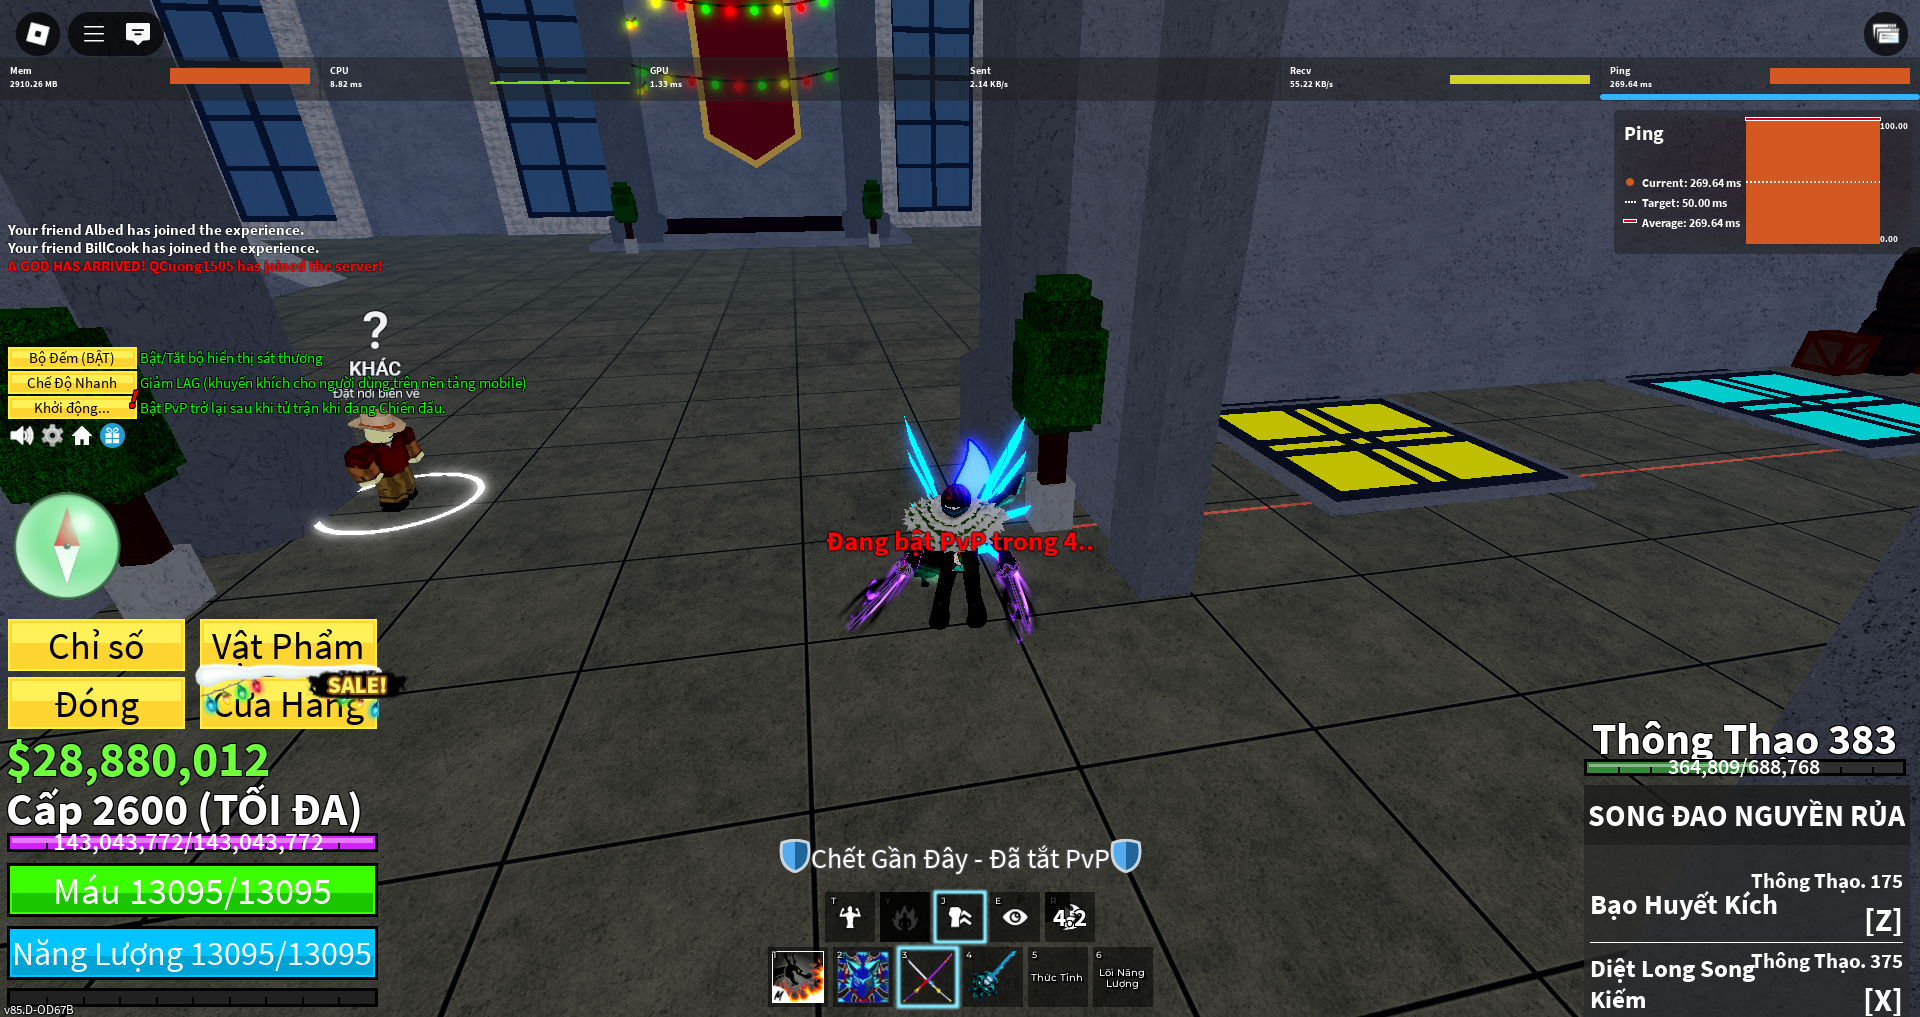 Mem
2910.26 MB
CPU
8.82 ms
GPU
1.33 ms
Sent
2.14 KB/s
Recv
55.22 KB/s
Ping
269.64 ms
Ping
100.00
Current: 269.64 ms
Target: 50.00 ms
Average: 269.64 ms
0.00
Your friend Albed has joined the experience.
Your friend BillCook has joined the experience.
A GOD HAS ARRIVED! QCuong1505 has joined the server!
?
KHÁC
Đặt nơi biến về
Bộ Đếm (BẬT)
Bật/Tắt bộ hiển thị sát thương
Chế Độ Nhanh
Giảm LAG (khuyến khích cho người dùng trên nền tảng mobile)
Khởi động...
!
Bật PvP trở lại sau khi tử trận khi đang Chiến đấu.
Đang bật PvP trong 4..
Chỉ số
Vật Phẩm
SALE!
Đóng
Cửa Hàng
$28,880,012
Cấp 2600 (TỐI ĐA)
143,043,772/143,043,772
Máu 13095/13095
Năng Lượng 13095/13095
v85.D-OD67B
Chết Gần Đây - Đã tắt PvP
T
Y
J
E
R
4.2
1
2
3
4
5
Thức Tỉnh
6
Lõi Năng
Lượng
Thông Thạo 383
364,809/688,768
SONG ĐAO NGUYỀN RỦA
Thông Thạo. 175
Bạo Huyết Kích
[Z]
Thông Thạo. 375
Diệt Long Song
Kiếm
[X]